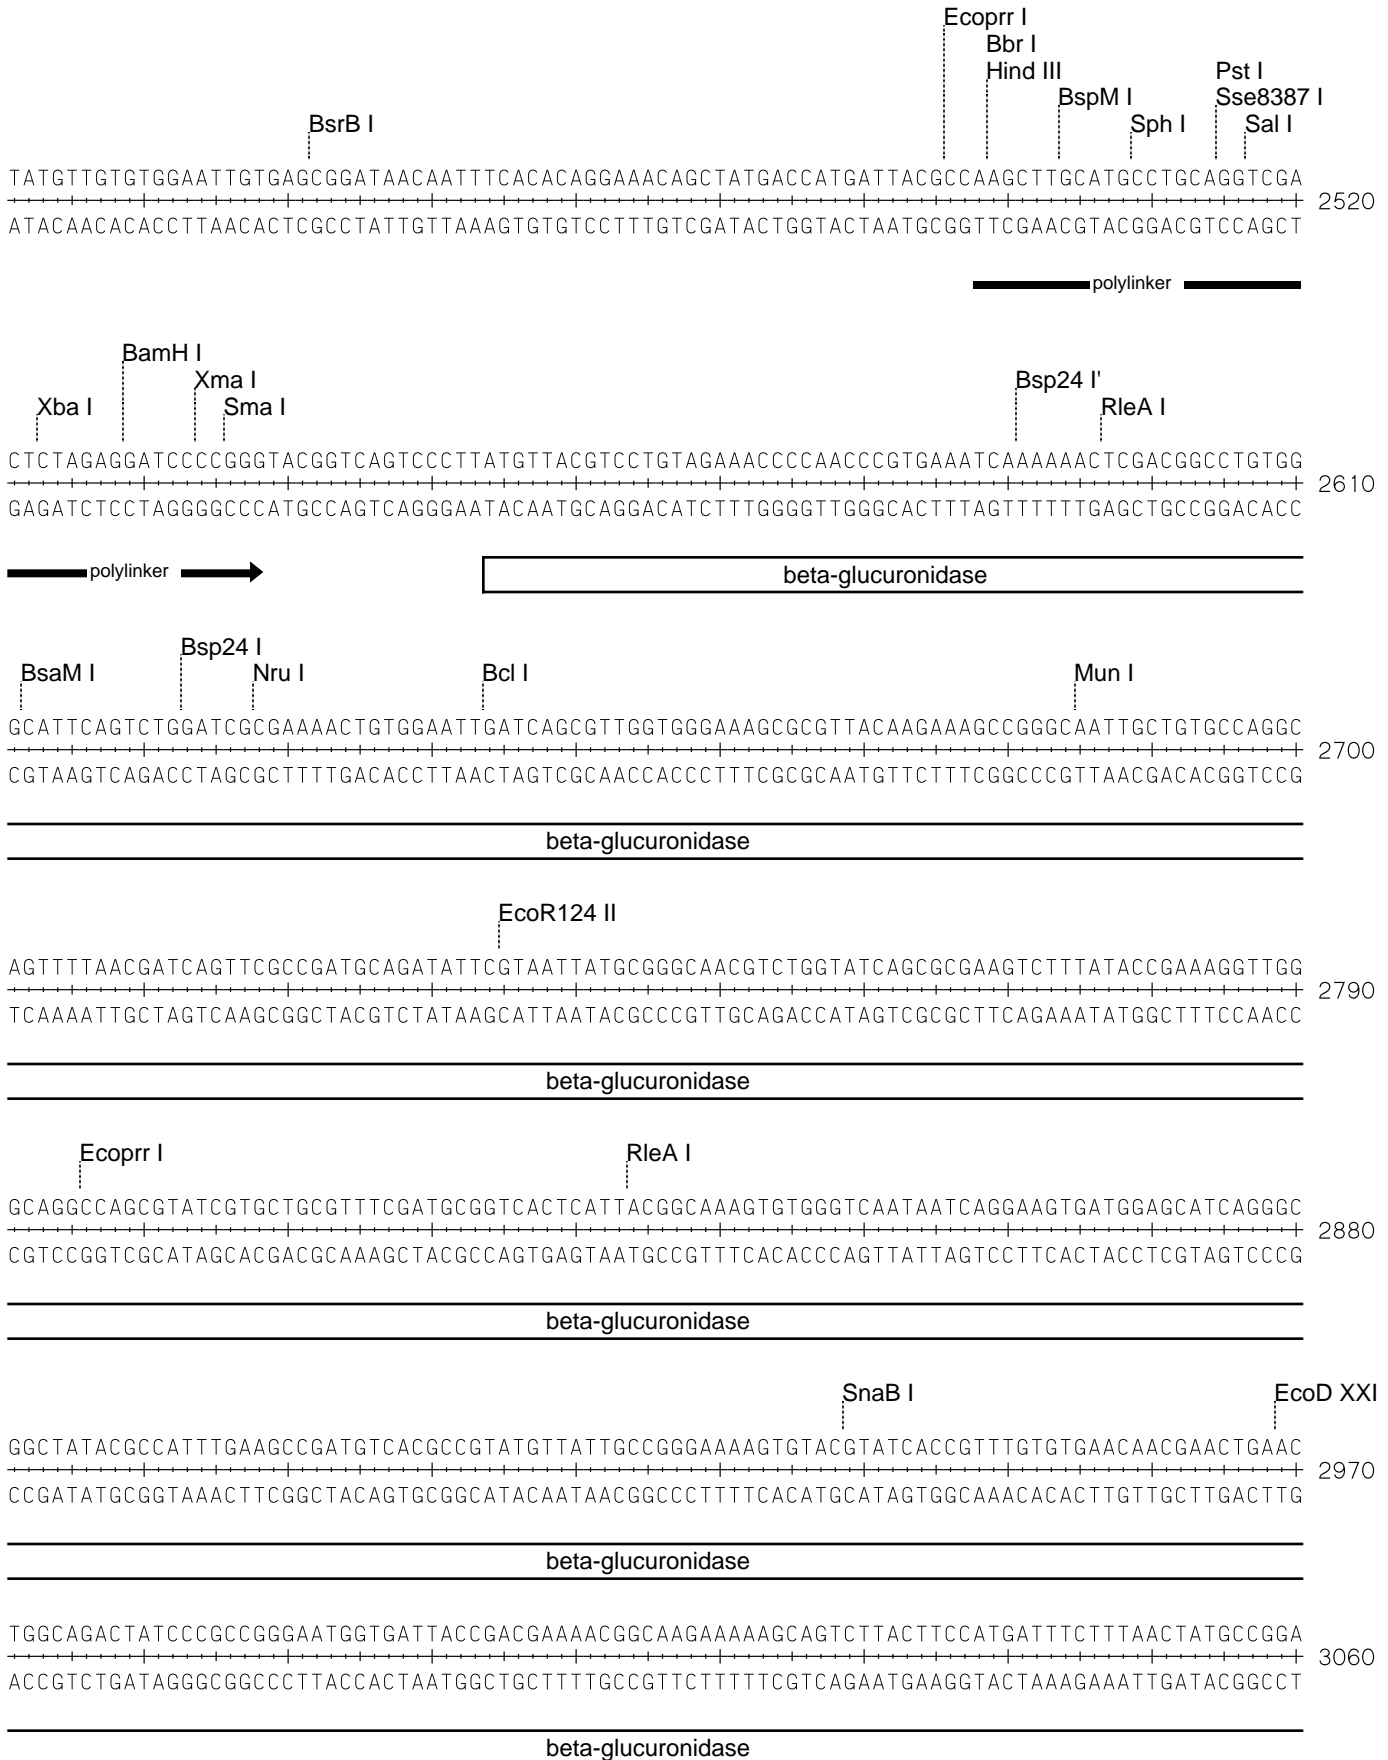 Ecoprr I
Bbr I
Hind III Pst I
BspM I Sse8387 I
BsrB I Sph I Sal I
TATGTTGTGTGGAATTGTGAGCGGATAACAATTTCACACAGGAAACAGCTATGACCATGATTACGCCAAGCTTGCATGCCTGCAGGTCGA
2520
ATACAACACACCTTAACACTCGCCTATTGTTAAAGTGTGTCCTTTGTCGATACTGGTACTAATGCGGTTCGAACGTACGGACGTCCAGCT
polylinker
BamH I
Xma I Bsp24 I'
Xba I Sma I RleA I
CTCTAGAGGATCCCCGGGTACGGTCAGTCCCTTATGTTACGTCCTGTAGAAACCCCAACCCGTGAAATCAAAAAACTCGACGGCCTGTGG
2610
GAGATCTCCTAGGGGCCCATGCCAGTCAGGGAATACAATGCAGGACATCTTTGGGGTTGGGCACTTTAGTTTTTTGAGCTGCCGGACACC
polylinker beta-glucuronidase
Bsp24 I
BsaM I Nru I Bcl I Mun I
GCATTCAGTCTGGATCGCGAAAACTGTGGAATTGATCAGCGTTGGTGGGAAAGCGCGTTACAAGAAAGCCGGGCAATTGCTGTGCCAGGC
2700
CGTAAGTCAGACCTAGCGCTTTTGACACCTTAACTAGTCGCAACCACCCTTTCGCGCAATGTTCTTTCGGCCCGTTAACGACACGGTCCG
beta-glucuronidase
EcoR124 II
AGTTTTAACGATCAGTTCGCCGATGCAGATATTCGTAATTATGCGGGCAACGTCTGGTATCAGCGCGAAGTCTTTATACCGAAAGGTTGG
2790
TCAAAATTGCTAGTCAAGCGGCTACGTCTATAAGCATTAATACGCCCGTTGCAGACCATAGTCGCGCTTCAGAAATATGGCTTTCCAACC
beta-glucuronidase
Ecoprr I RleA I
GCAGGCCAGCGTATCGTGCTGCGTTTCGATGCGGTCACTCATTACGGCAAAGTGTGGGTCAATAATCAGGAAGTGATGGAGCATCAGGGC
2880
CGTCCGGTCGCATAGCACGACGCAAAGCTACGCCAGTGAGTAATGCCGTTTCACACCCAGTTATTAGTCCTTCACTACCTCGTAGTCCCG
beta-glucuronidase
SnaB I EcoD XXI
GGCTATACGCCATTTGAAGCCGATGTCACGCCGTATGTTATTGCCGGGAAAAGTGTACGTATCACCGTTTGTGTGAACAACGAACTGAAC
2970
CCGATATGCGGTAAACTTCGGCTACAGTGCGGCATACAATAACGGCCCTTTTCACATGCATAGTGGCAAACACACTTGTTGCTTGACTTG
beta-glucuronidase
TGGCAGACTATCCCGCCGGGAATGGTGATTACCGACGAAAACGGCAAGAAAAAGCAGTCTTACTTCCATGATTTCTTTAACTATGCCGGA
3060
ACCGTCTGATAGGGCGGCCCTTACCACTAATGGCTGCTTTTGCCGTTCTTTTTCGTCAGAATGAAGGTACTAAAGAAATTGATACGGCCT
beta-glucuronidase